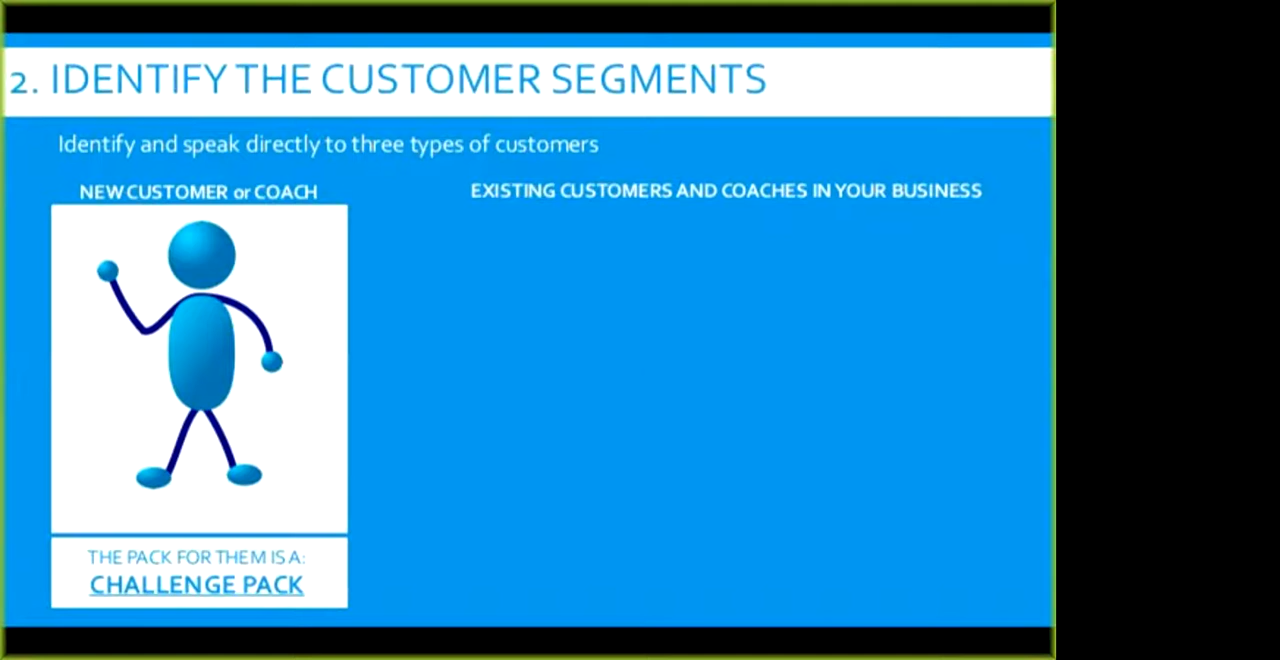 2. IDENTIFY THE CUSTOMER SEGMENTS
Identify and speak directly to three types of customers
NEW CUSTOMER or COACH
EXISTING CUSTOMERS AND COACHES IN YOUR BUSINESS
THE PACK FOR THEM IS A:
CHALLENGE PACK